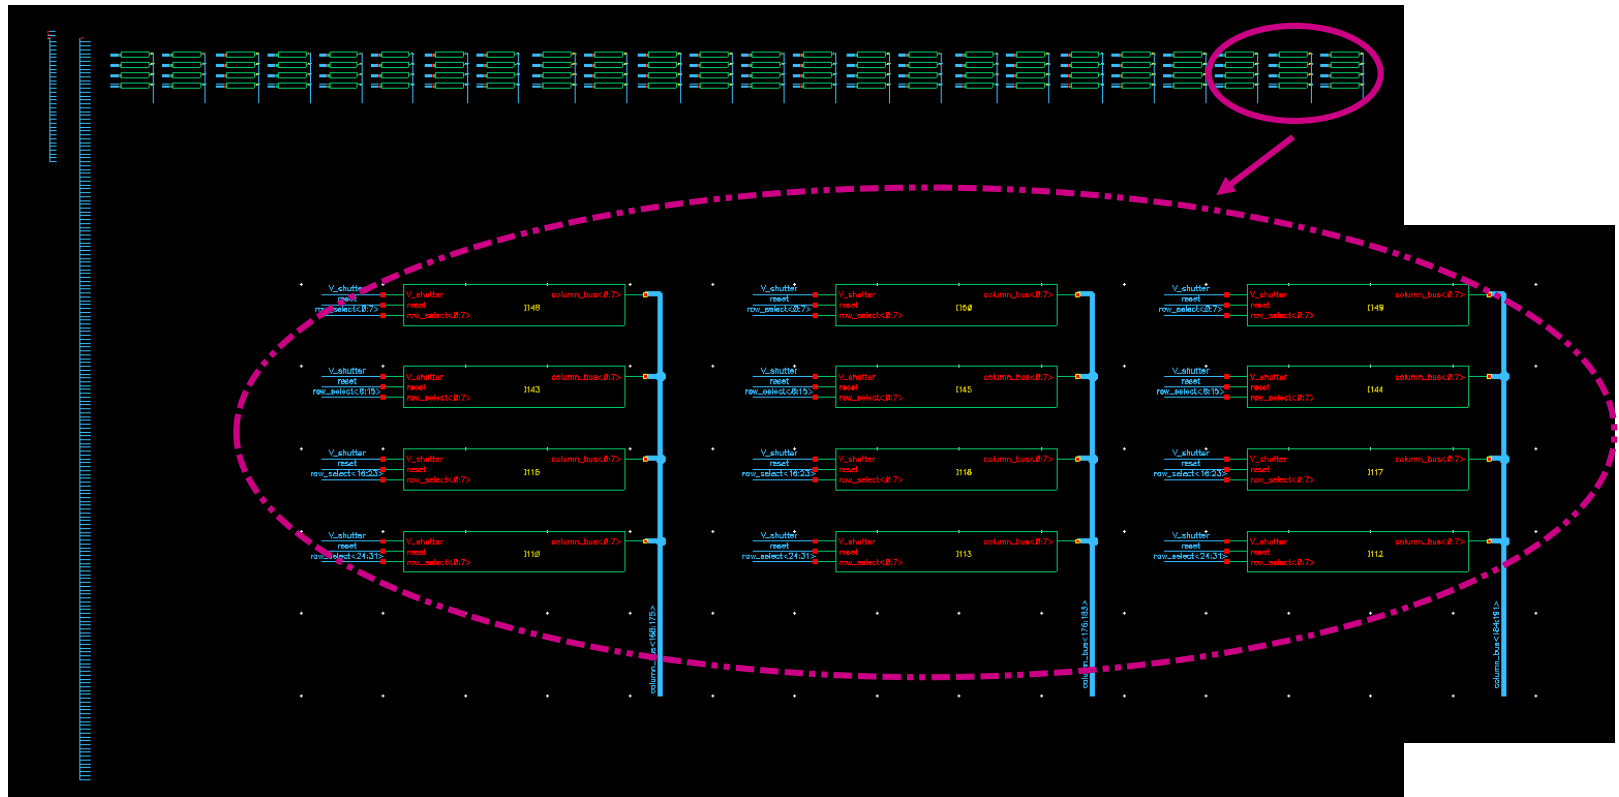 V_shutter
reset
row_select<0:7>
V_shutter
reset
row_select<0:7>
column_bus<0:7>
I148
V_shutter
reset
row_select<0:7>
V_shutter
reset
row_select<0:7>
column_bus<0:7>
I150
V_shutter
reset
row_select<0:7>
V_shutter
reset
row_select<0:7>
column_bus<0:7>
I149
V_shutter
reset
row_select<8:15>
V_shutter
reset
row_select<0:7>
column_bus<0:7>
I143
V_shutter
reset
row_select<8:15>
V_shutter
reset
row_select<0:7>
column_bus<0:7>
I145
V_shutter
reset
row_select<8:15>
V_shutter
reset
row_select<0:7>
column_bus<0:7>
I144
V_shutter
reset
row_select<16:23>
V_shutter
reset
row_select<0:7>
column_bus<0:7>
V_shutter
reset
row_select<16:23>
V_shutter
reset
row_select<0:7>
column_bus<0:7>
I118
V_shutter
reset
row_select<16:23>
V_shutter
reset
row_select<0:7>
column_bus<0:7>
I117
V_shutter
reset
row_select<24:31>
V_shutter
reset
row_select<0:7>
column_bus<0:7>
I110
V_shutter
reset
row_select<24:31>
V_shutter
reset
row_select<0:7>
column_bus<0:7>
I113
V_shutter
reset
row_select<24:31>
V_shutter
reset
row_select<0:7>
column_bus<0:7>
I112
column_bus<168:175>
column_bus<176:183>
column_bus<184:191>